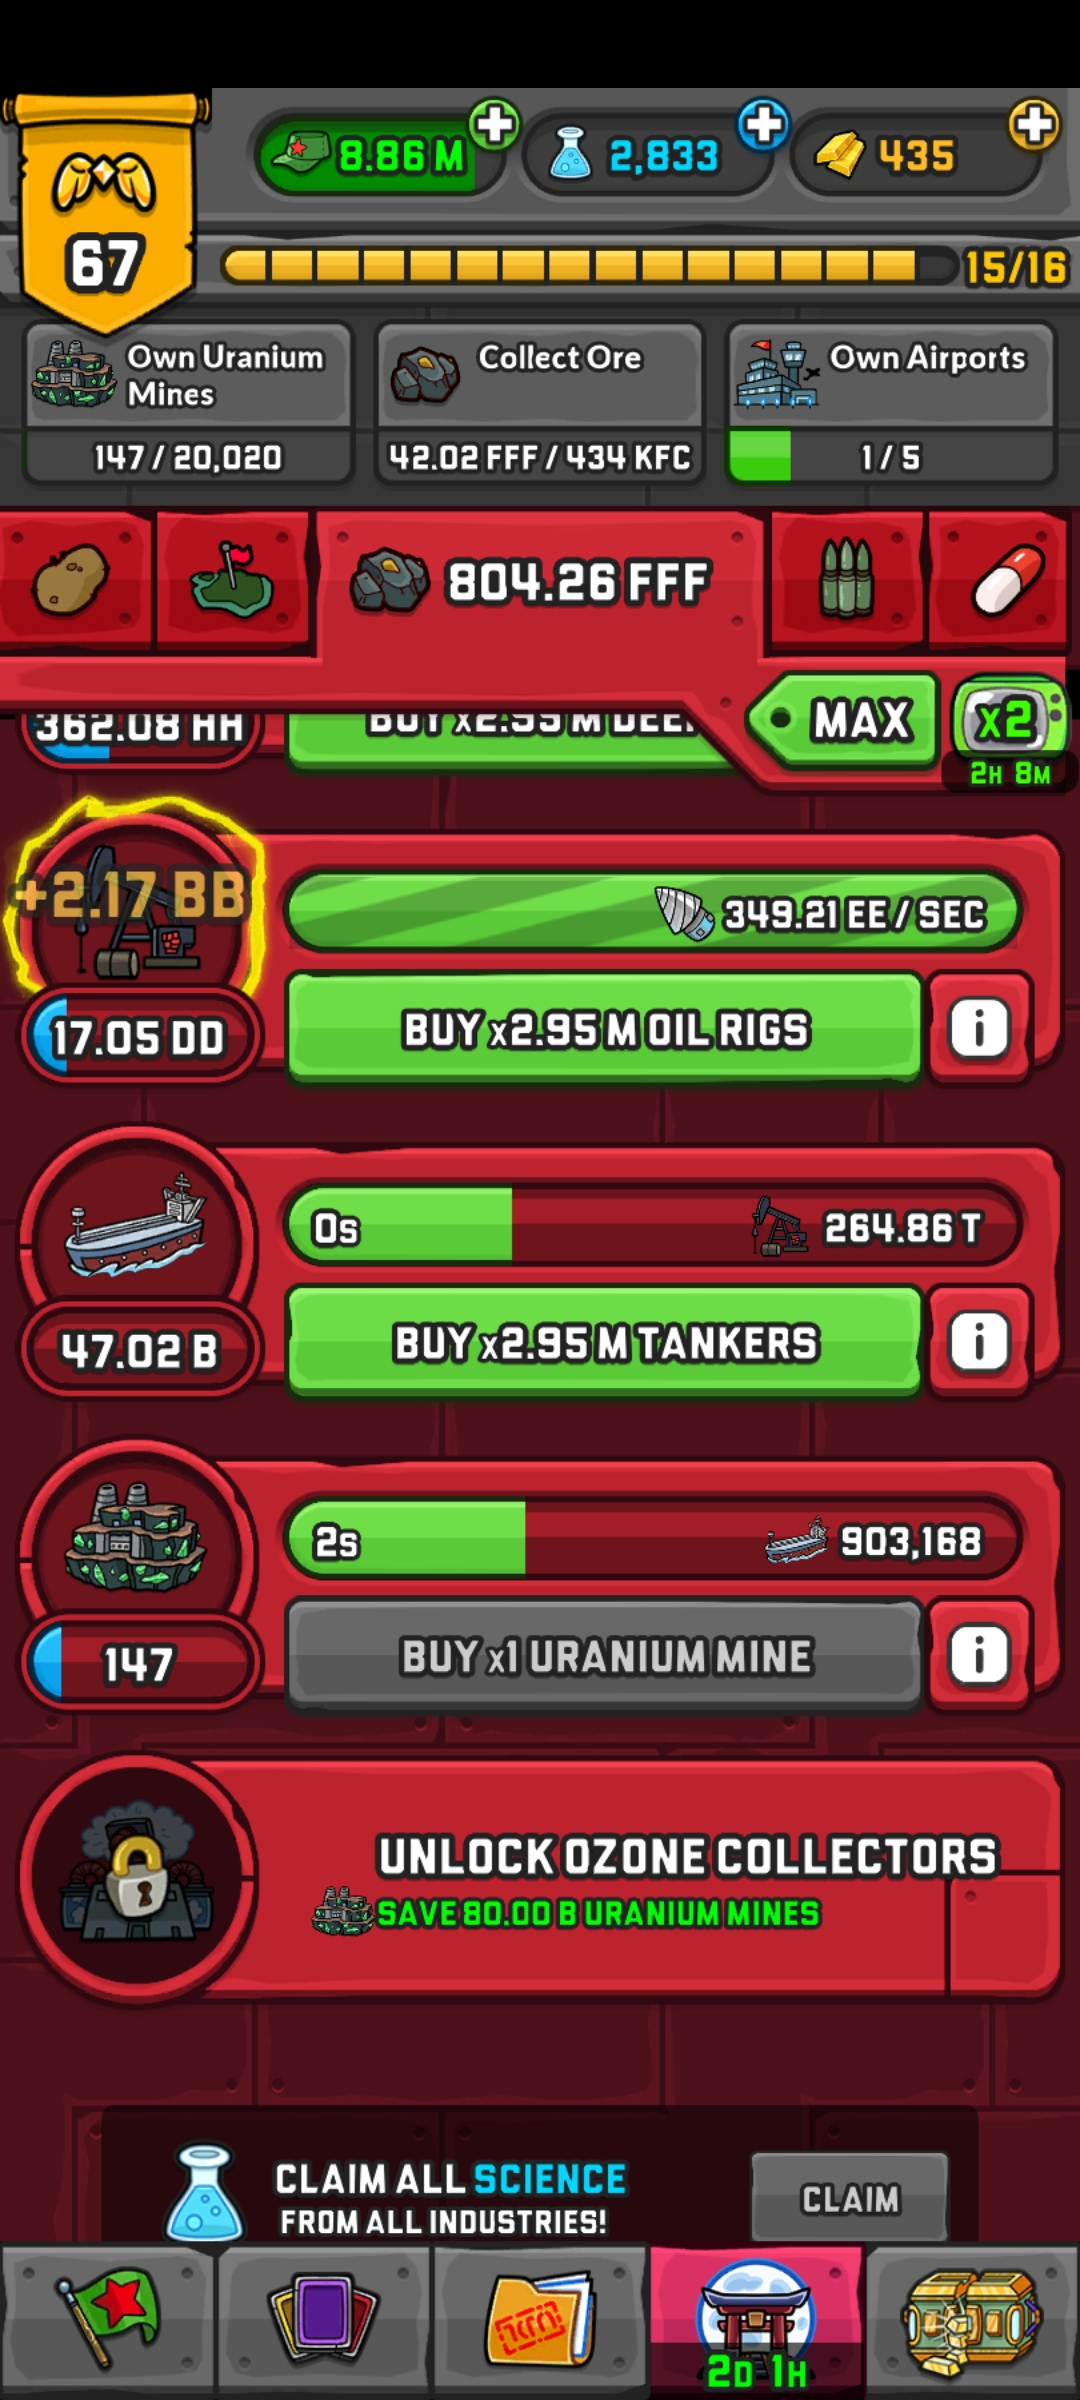 8.86 M
2,833
435
67
15/16
Own Uranium
Mines
147 / 20,020
Collect Ore
42.02 FFF / 434 KFC
Own Airports
1 / 5
804.26 FFF
362.08 HH
MAX
x2
2H 8M
+2.17 BB
349.21 EE / SEC
17.05 DD
BUY x2.95 M OIL RIGS
i
0s
264.86 T
47.02 B
BUY x2.95 M TANKERS
i
2s
903,168
147
BUY x1 URANIUM MINE
i
UNLOCK OZONE COLLECTORS
SAVE 80.00 B URANIUM MINES
CLAIM ALL SCIENCE
FROM ALL INDUSTRIES!
CLAIM
2D 1H